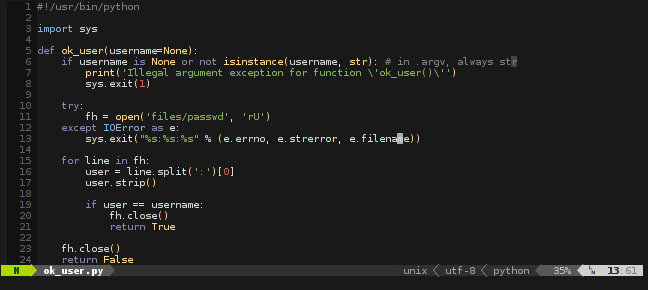 1 #!/usr/bin/python
2
3 import sys
4
5 def ok_user(username=None):
6     if username is None or not isinstance(username, str): # in .argv, always str
7         print('Illegal argument exception for function \'ok_user()\'')
8         sys.exit(1)
9
10     try:
11         fh = open('files/passwd', 'rU')
12     except IOError as e:
13         sys.exit("%s:%s:%s" % (e.errno, e.strerror, e.filename))
14
15     for line in fh:
16         user = line.split(':')[0]
17         user.strip()
18
19         if user == username:
20             fh.close()
21             return True
22
23     fh.close()
24     return False
N ok_user.py unix utf-8 python 35% LN 13:61